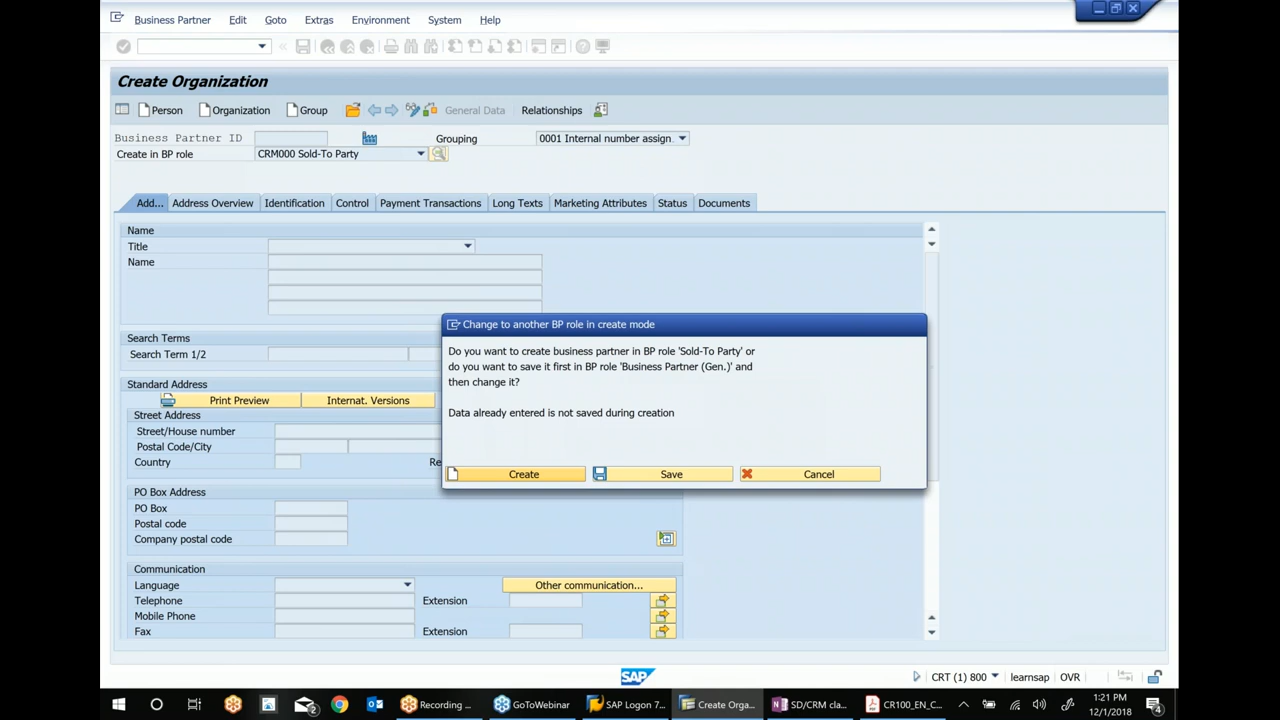 Business Partner Edit Goto Extras Environment System Help
Create Organization
Person Organization Group General Data Relationships
Business Partner ID Grouping 0001 Internal number assign.
Create in BP role CRM000 Sold-To Party
Add... Address Overview Identification Control Payment Transactions Long Texts Marketing Attributes Status Documents
Name
Title
Name
Search Terms
Search Term 1/2
Standard Address
Print Preview Internat. Versions
Street Address
Street/House number
Postal Code/City
Country Re
PO Box Address
PO Box
Postal code
Company postal code
Communication
Language Other communication...
Telephone Extension
Mobile Phone
Fax Extension
Change to another BP role in create mode
Do you want to create business partner in BP role 'Sold-To Party' or
do you want to save it first in BP role 'Business Partner (Gen.)' and
then change it?
Data already entered is not saved during creation
Create Save Cancel
SAP CRT (1) 800 learnsap OVR
2 Recording ... GoToWebinar SAP Logon 7... Create Orga... SD/CRM cla... CR100_EN_C... 1:21 PM
12/1/2018 4